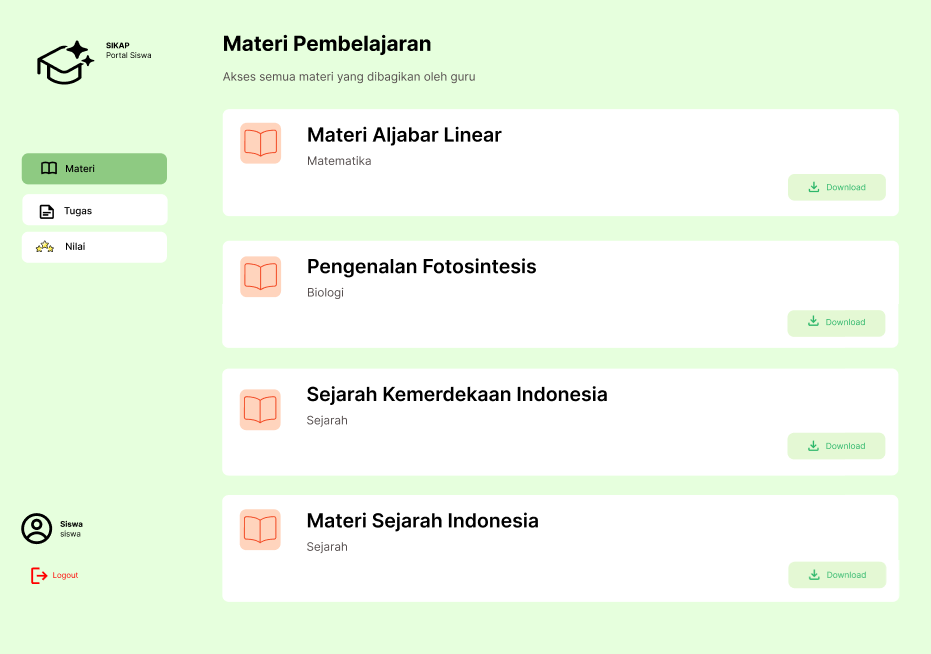 SIKAP
Portal Siswa
Materi
Tugas
Nilai
Siswa
siswa
Logout
Materi Pembelajaran
Akses semua materi yang dibagikan oleh guru
Materi Aljabar Linear
Matematika
Download
Pengenalan Fotosintesis
Biologi
Download
Sejarah Kemerdekaan Indonesia
Sejarah
Download
Materi Sejarah Indonesia
Sejarah
Download